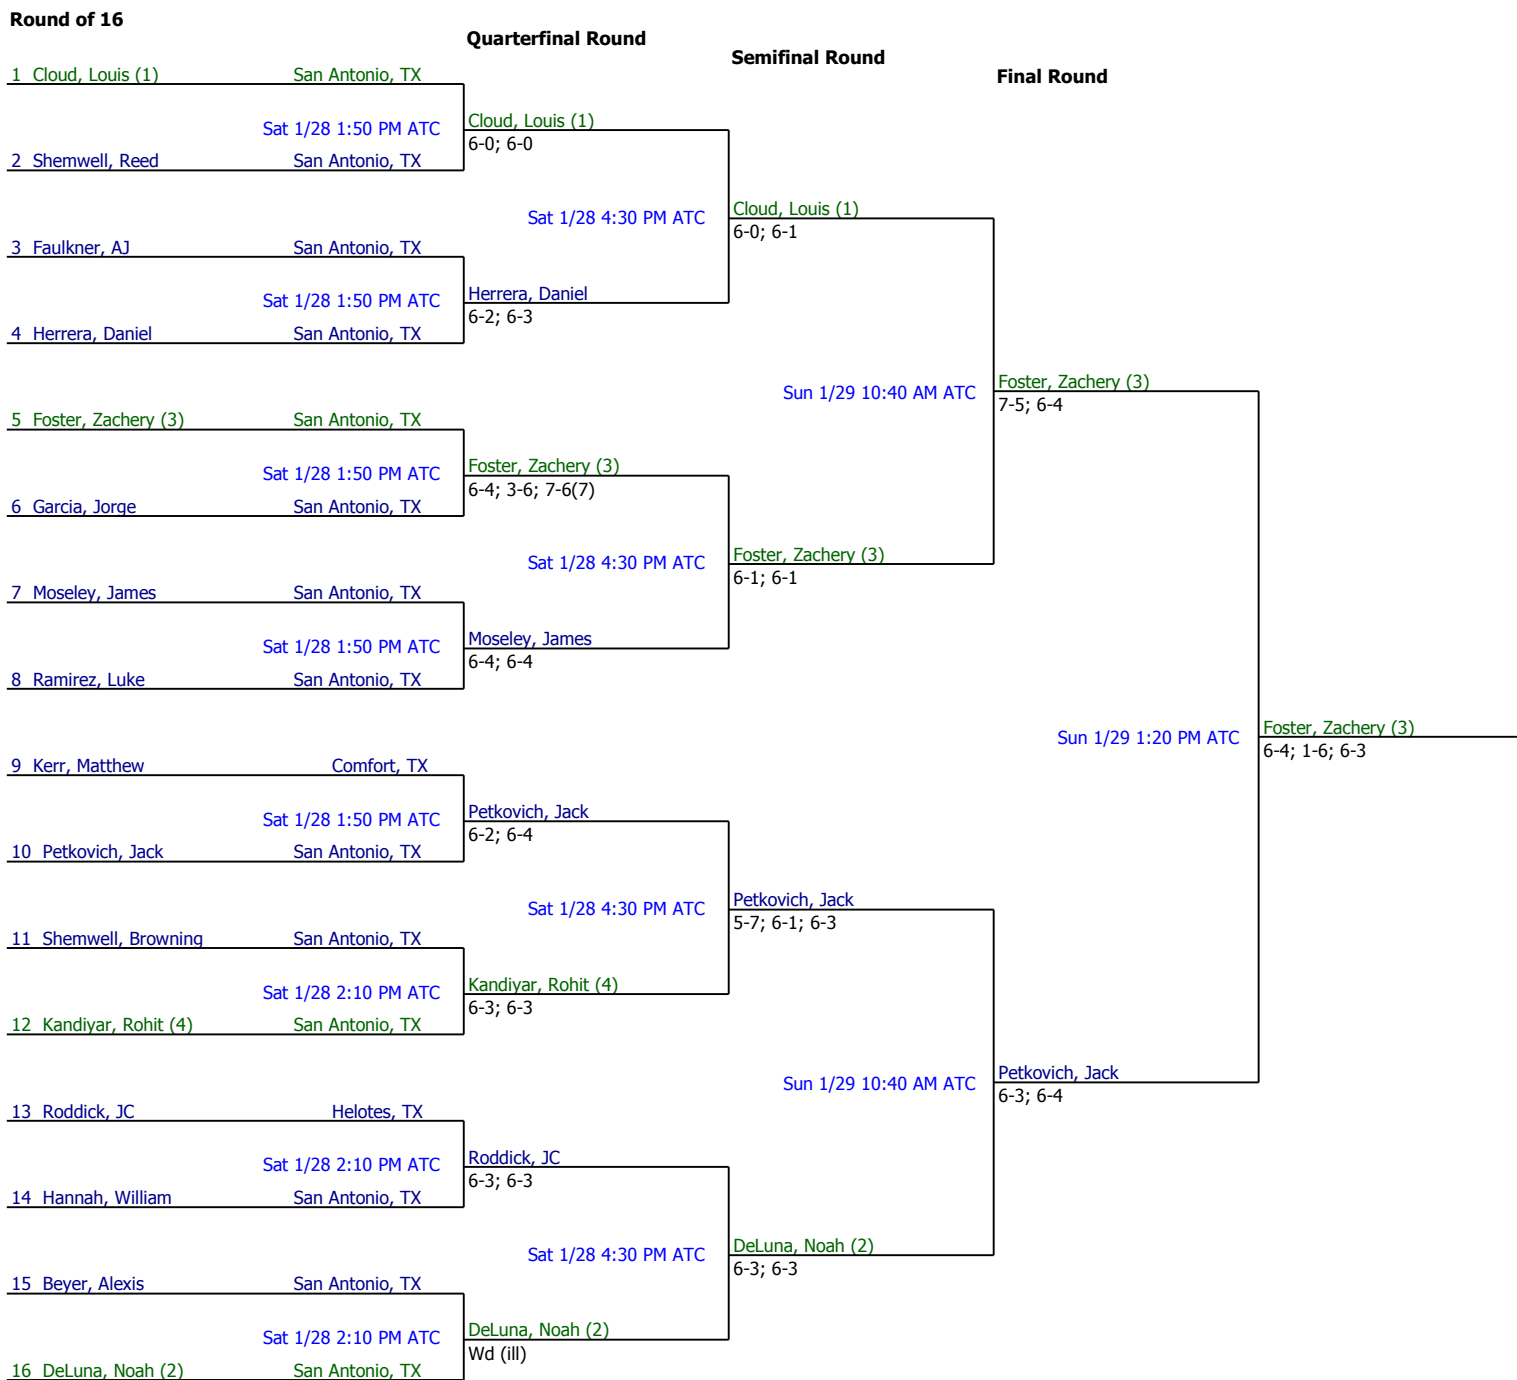 Round of 16
Quarterfinal Round
Semifinal Round
Final Round
1 Cloud, Louis (1) San Antonio, TX
Sat 1/28 1:50 PM ATC
Cloud, Louis (1)
6-0; 6-0
2 Shemwell, Reed San Antonio, TX
Sat 1/28 4:30 PM ATC
Cloud, Louis (1)
6-0; 6-1
3 Faulkner, AJ San Antonio, TX
Sat 1/28 1:50 PM ATC
Herrera, Daniel
6-2; 6-3
4 Herrera, Daniel San Antonio, TX
Sun 1/29 10:40 AM ATC
Foster, Zachery (3)
7-5; 6-4
5 Foster, Zachery (3) San Antonio, TX
Sat 1/28 1:50 PM ATC
Foster, Zachery (3)
6-4; 3-6; 7-6(7)
6 Garcia, Jorge San Antonio, TX
Sat 1/28 4:30 PM ATC
Foster, Zachery (3)
6-1; 6-1
7 Moseley, James San Antonio, TX
Sat 1/28 1:50 PM ATC
Moseley, James
6-4; 6-4
8 Ramirez, Luke San Antonio, TX
Sun 1/29 1:20 PM ATC
Foster, Zachery (3)
6-4; 1-6; 6-3
9 Kerr, Matthew Comfort, TX
Sat 1/28 1:50 PM ATC
Petkovich, Jack
6-2; 6-4
10 Petkovich, Jack San Antonio, TX
Sat 1/28 4:30 PM ATC
Petkovich, Jack
5-7; 6-1; 6-3
11 Shemwell, Browning San Antonio, TX
Sat 1/28 2:10 PM ATC
Kandiyar, Rohit (4)
6-3; 6-3
12 Kandiyar, Rohit (4) San Antonio, TX
Sun 1/29 10:40 AM ATC
Petkovich, Jack
6-3; 6-4
13 Roddick, JC Helotes, TX
Sat 1/28 2:10 PM ATC
Roddick, JC
6-3; 6-3
14 Hannah, William San Antonio, TX
Sat 1/28 4:30 PM ATC
DeLuna, Noah (2)
6-3; 6-3
15 Beyer, Alexis San Antonio, TX
Sat 1/28 2:10 PM ATC
DeLuna, Noah (2)
Wd (ill)
16 DeLuna, Noah (2) San Antonio, TX